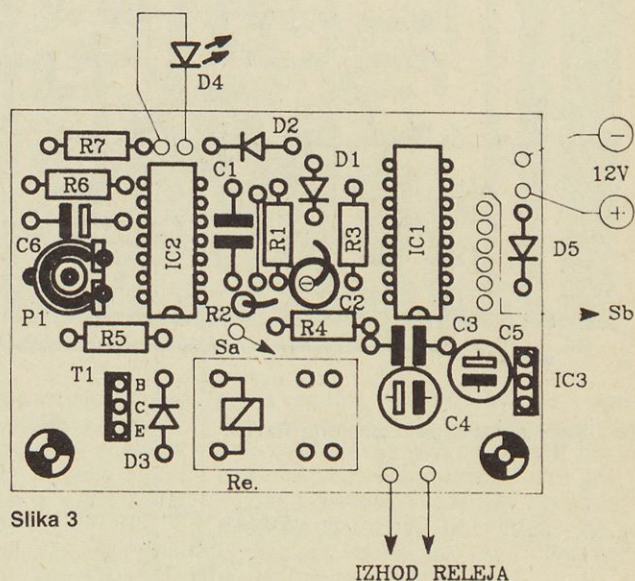 D4
R7
D2
12V
R6
C1
D1
C6
IC2
R1
R3
IC1
D5
P1
R2
C2
Sb
R5
R4
C3
C5
Sa
T1
B
C
E
IC3
C4
D3
Re.
Slika 3
IZHOD RELEJA